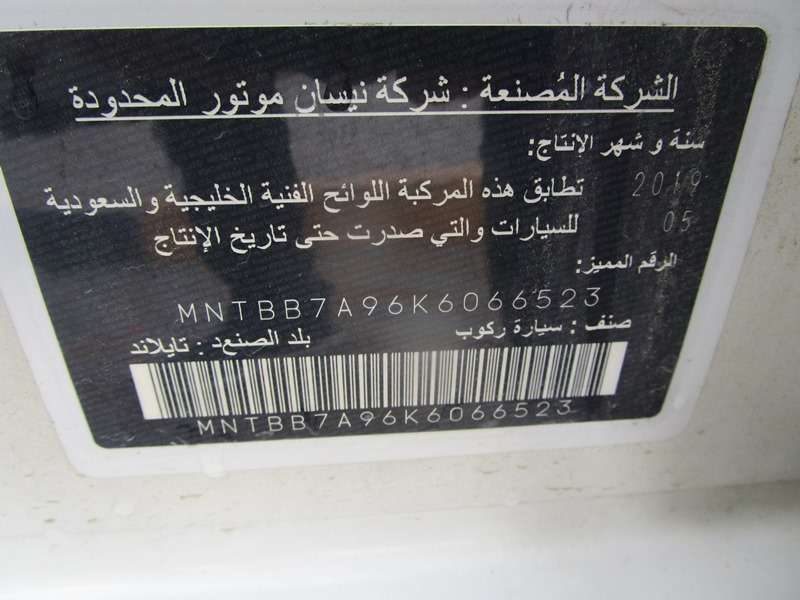 الشركة المُصنعة : شركة نيسان موتور المحدودة
سنة و شهر الانتاج:
2019 تطابق هذه المركبة اللوائح الفنية الخليجية والسعودية
05 للسيارات والتي صدرت حتى تاريخ الإنتاج
الرقم المميز:
MNTBB7A96K6066523
صنف : سيارة ركوب بلد الصنع : تايلاند
MNTBB7A96K6066523